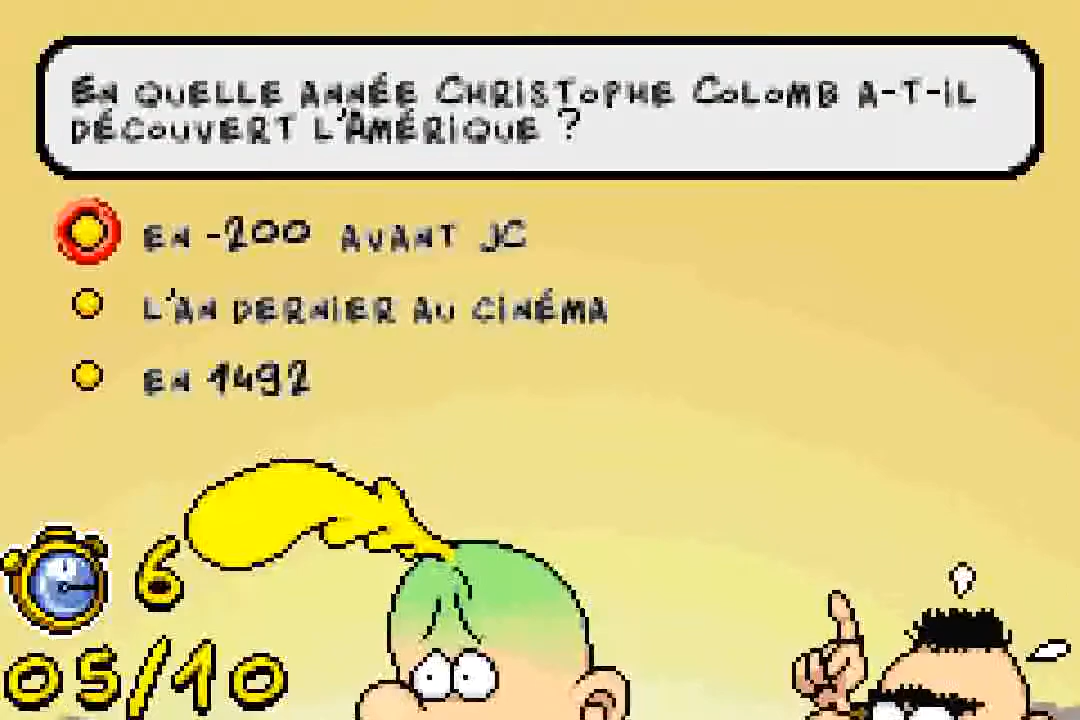 En quelle année Christophe Colomb a-t-il
découvert l'Amérique ?
en -200 avant JC
l'an dernier au cinéma
en 1492
6
05/10